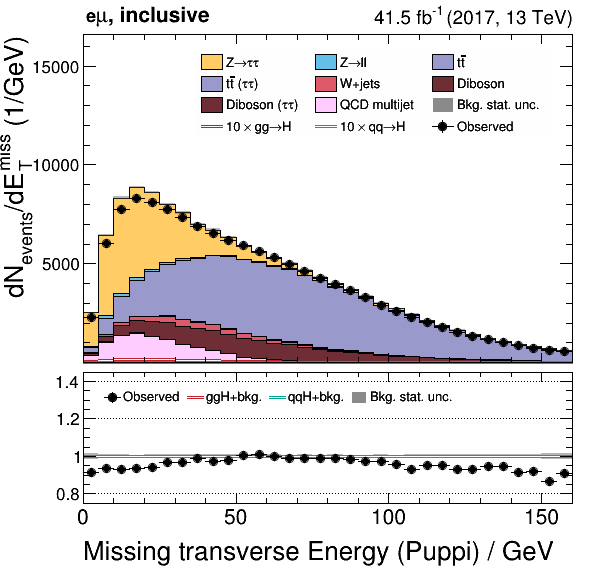 eμ, inclusive
41.5 fb⁻¹ (2017, 13 TeV)
dN_events/dE_T^miss (1/GeV)
15000
10000
5000
Z→ττ
Z→ll
tt̄
tt̄ (ττ)
W+jets
Diboson
Diboson (ττ)
QCD multijet
Bkg. stat. unc.
10 × gg→H
10 × qq→H
Observed
1.4
1.2
1
0.8
Observed
ggH+bkg.
qqH+bkg.
Bkg. stat. unc.
0
50
100
150
Missing transverse Energy (Puppi) / GeV